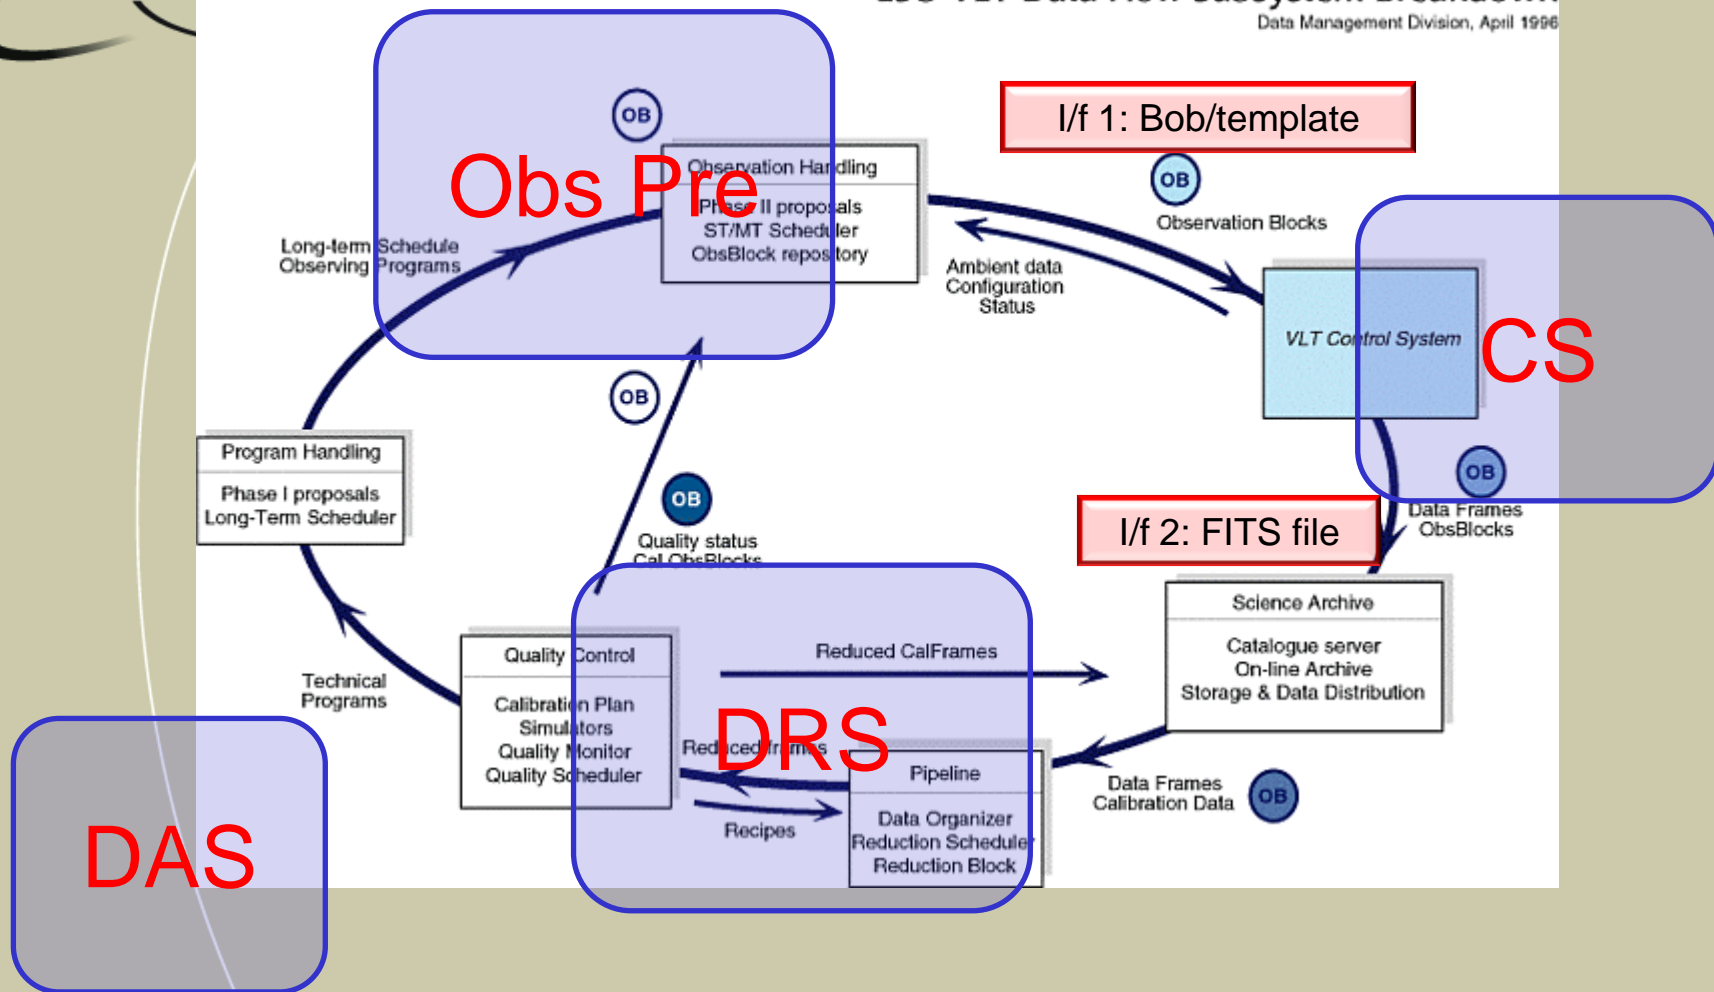 Data Management Division, April 1996
I/f 1: Bob/template
OB
Observation Handling
Phase II proposals
ST/MT Scheduler
ObsBlock repository
Obs Pre
OB
Observation Blocks
Long-term Schedule
Observing Programs
Ambient data
Configuration
Status
VLT Control System
CS
OB
Program Handling
Phase I proposals
Long-Term Scheduler
OB
Quality status
Cal ObsBlocks
OB
Data Frames
ObsBlocks
I/f 2: FITS file
Science Archive
Catalogue server
On-line Archive
Storage & Data Distribution
Quality Control
Calibration Plan
Simulators
Quality Monitor
Quality Scheduler
Reduced CalFrames
Technical
Programs
DRS
Reduced frames
Recipes
Pipeline
Data Organizer
Reduction Scheduler
Reduction Block
Data Frames
Calibration Data
OB
DAS